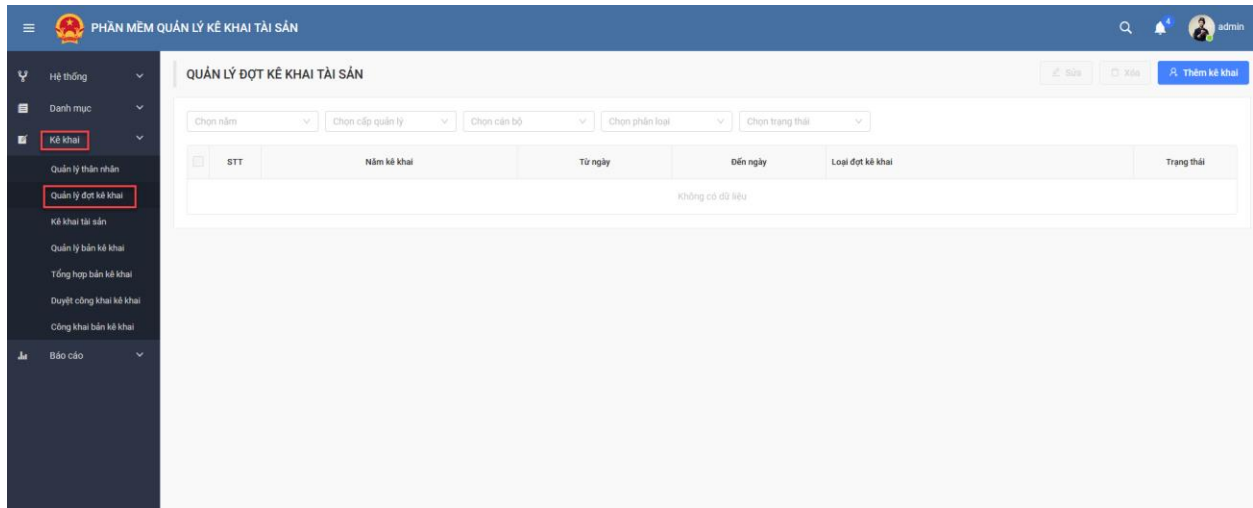 PHẦN MỀM QUẢN LÝ KÊ KHAI TÀI SẢN
4
admin
Hệ thống
Danh mục
Kê khai
Quản lý thân nhân
Quản lý đợt kê khai
Kê khai tài sản
Quản lý bản kê khai
Tổng hợp bản kê khai
Duyệt công khai kê khai
Công khai bản kê khai
Báo cáo
QUẢN LÝ ĐỢT KÊ KHAI TÀI SẢN
Sửa Xóa Thêm kê khai
Chọn năm Chọn cấp quản lý Chọn cán bộ Chọn phân loại Chọn trạng thái
STT Năm kê khai Từ ngày Đến ngày Loại đợt kê khai Trạng thái
Không có dữ liệu